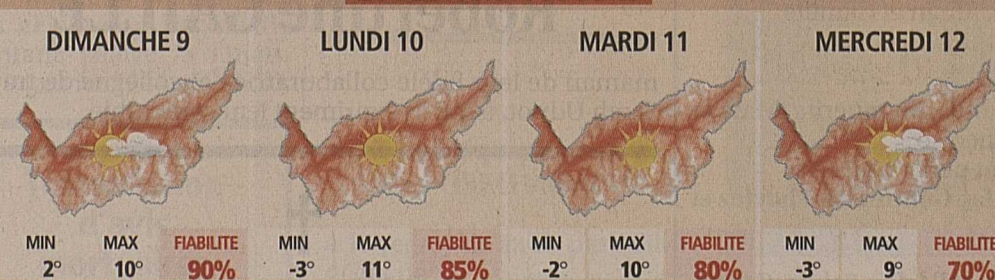 DIMANCHE 9
MIN MAX FIABILITE
2° 10° 90%
LUNDI 10
MIN MAX FIABILITE
-3° 11° 85%
MARDI 11
MIN MAX FIABILITE
-2° 10° 80%
MERCREDI 12
MIN MAX FIABILITE
-3° 9° 70%